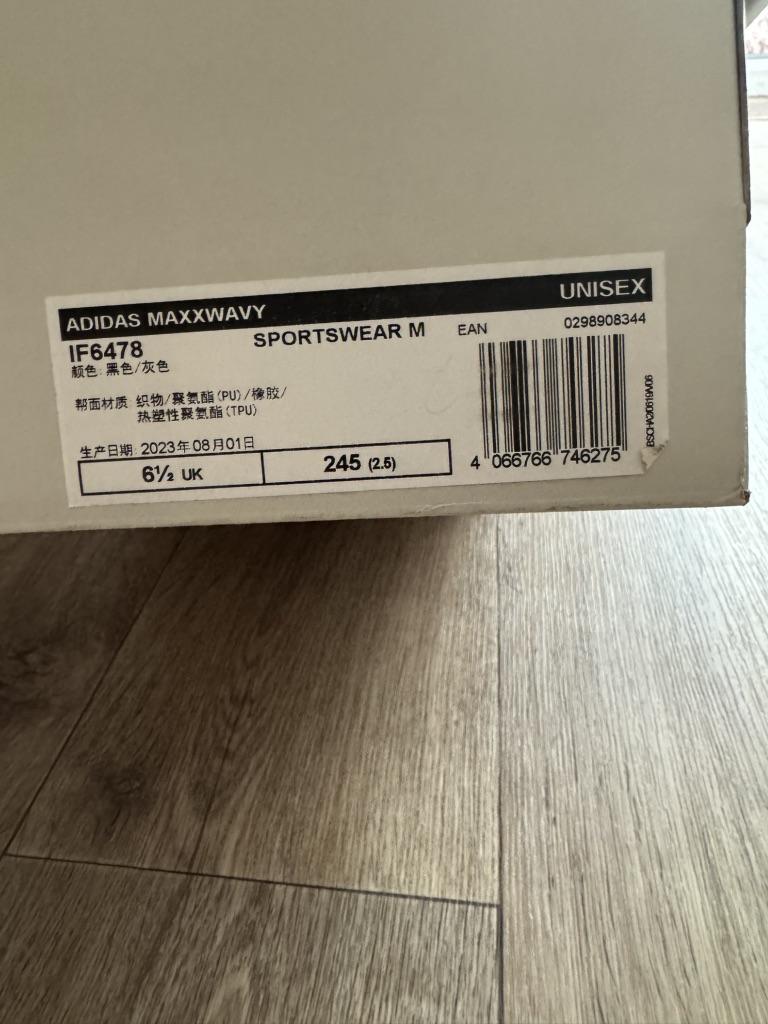 ADIDAS MAXXWAVY UNISEX
IF6478 SPORTSWEAR M EAN 0298908344
颜色: 黑色/灰色
帮面材质: 织物/聚氨酯(PU)/橡胶/
热塑性聚氨酯(TPU)
生产日期: 2023年08月01日
6½ UK 245 (2.5)
4 066766 746275